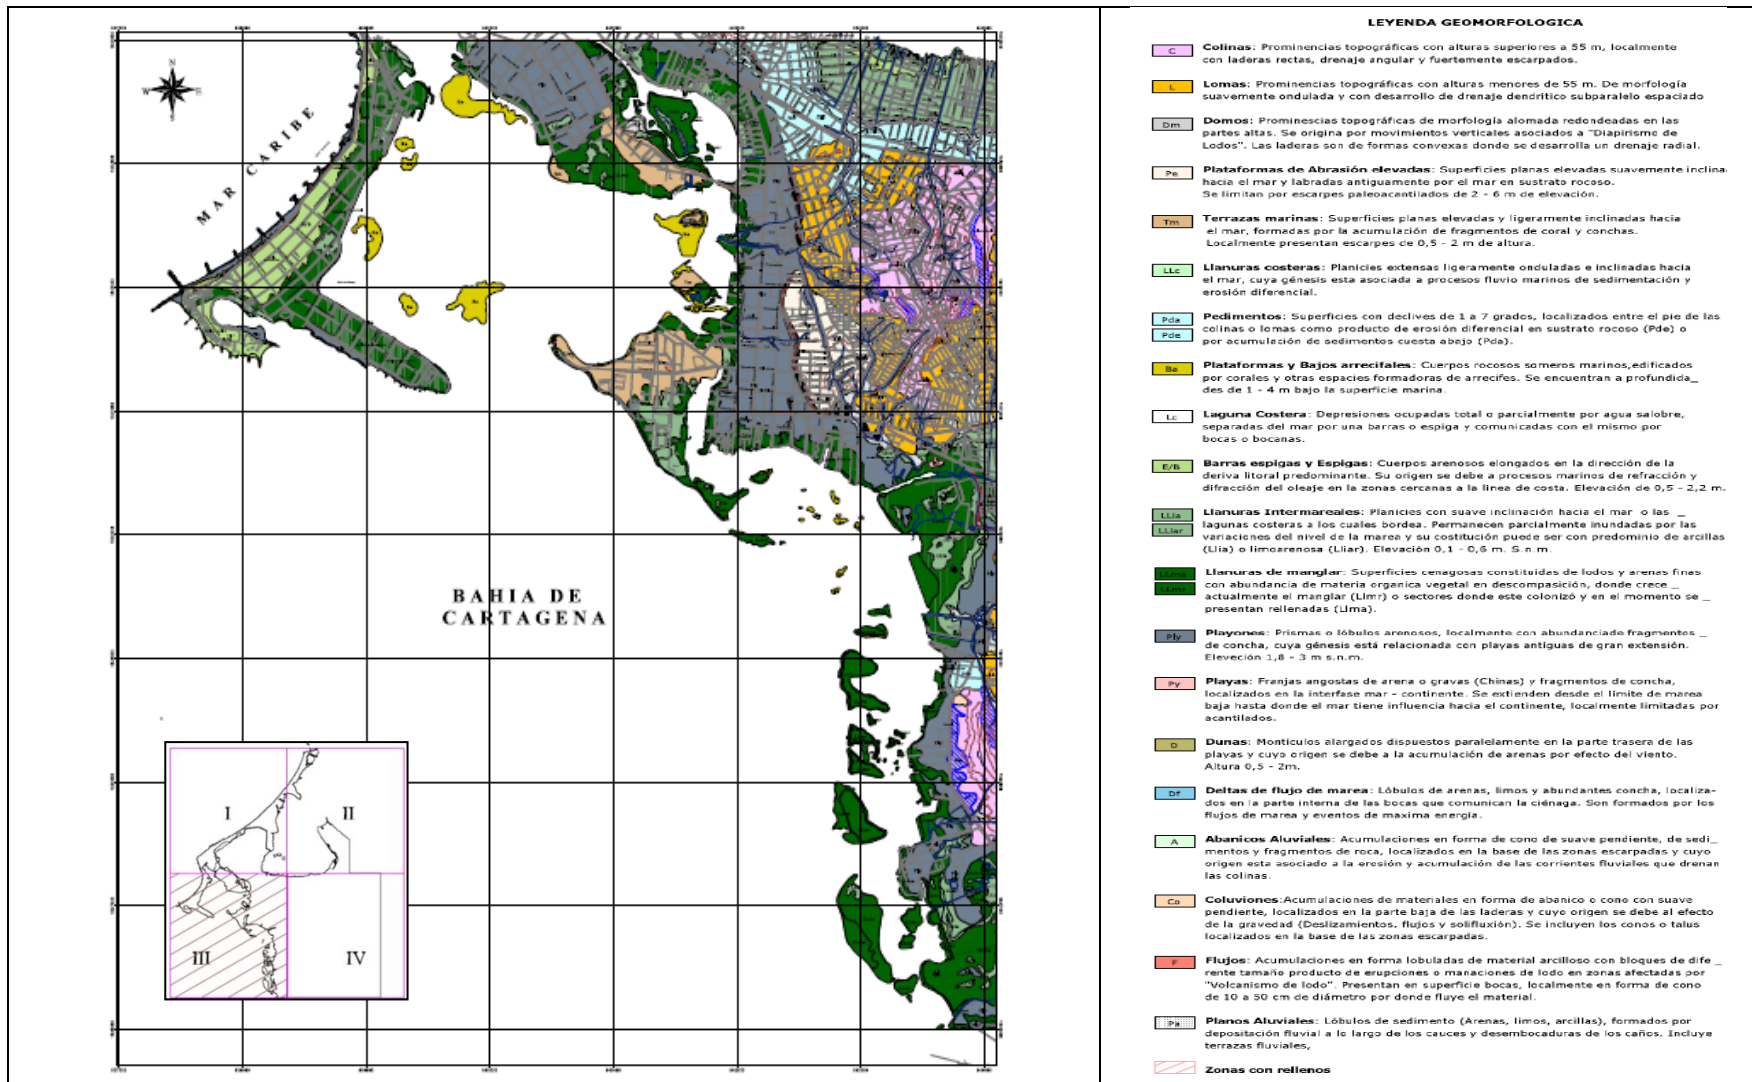 N
W
E
S
MAR CARIBE
BAHIA DE
CARTAGENA
I
II
III
IV
LEYENDA GEOMORFOLOGICA
C
Colinas: Prominencias topográficas con alturas superiores a 55 m, localmente
con laderas rectas, drenaje angular y fuertemente escarpados.
L
Lomas: Prominencias topográficas con alturas menores de 55 m. De morfología
suavemente ondulada y con desarrollo de drenaje dendritico subparalelo espaciado
Dm
Domos: Prominescias topográficas de morfología alomada redondeadas en las
partes altas. Se origina por movimientos verticales asociados a "Diapirismo de
Lodos". Las laderas son de formas convexas donde se desarrolla un drenaje radial.
Pe
Plataformas de Abrasión elevadas: Superficies planas elevadas suavemente inclina
hacia el mar y labradas antiguamente por el mar en sustrato rocoso.
Se limitan por escarpes paleoacantilados de 2 - 6 m de elevación.
Tm
Terrazas marinas: Superficies planas elevadas y ligeramente inclinadas hacia
el mar, formadas por la acumulación de fragmentos de coral y conchas.
Localmente presentan escarpes de 0,5 - 2 m de altura.
LLc
Llanuras costeras: Planicies extensas ligeramente onduladas e inclinadas hacia
el mar, cuya génesis esta asociada a procesos fluvio marinos de sedimentación y
erosión diferencial.
Pda
Pde
Pedimentos: Superficies con declives de 1 a 7 grados, localizados entre el pie de las
colinas o lomas como producto de erosión diferencial en sustrato rocoso (Pde) o
por acumulación de sedimentos cuesta abajo (Pda).
Ba
Plataformas y Bajos arrecifales: Cuerpos rocosos someros marinos,edificados
por corales y otras espacies formadoras de arrecifes. Se encuentran a profundida_
des de 1 - 4 m bajo la superficie marina.
Lc
Laguna Costera: Depresiones ocupadas total o parcialmente por agua salobre,
separadas del mar por una barras o espiga y comunicadas con el mismo por
bocas o bocanas.
E/B
Barras espigas y Espigas: Cuerpos arenosos elongados en la dirección de la
deriva litoral predominante. Su origen se debe a procesos marinos de refracción y
difracción del oleaje en la zonas cercanas a la linea de costa. Elevación de 0,5 - 2,2 m.
LLia
LLiar
Llanuras Intermareales: Planicies con suave inclinación hacia el mar o las _
lagunas costeras a los cuales bordea. Permanecen parcialmente inundadas por las
variaciones del nivel de la marea y su costitución puede ser con predominio de arcillas
(Llia) o limoarenosa (Lliar). Elevación 0,1 - 0,6 m. S.n.m.
LLma
LLmr
Llanuras de manglar: Superficies cenagosas constituidas de lodos y arenas finas
con abundancia de materia organica vegetal en descomposición, donde crece _
actualmente el manglar (Llmr) o sectores donde este colonizó y en el momento se _
presentan rellenadas (Llma).
Ply
Playones: Prismas o lóbulos arenosos, localmente con abundanciade fragmentos _
de concha, cuya génesis está relacionada con playas antiguas de gran extensión.
Eleveción 1,8 - 3 m s.n.m.
Py
Playas: Franjas angostas de arena o gravas (Chinas) y fragmentos de concha,
localizados en la interfase mar - continente. Se extienden desde el límite de marea
baja hasta donde el mar tiene influencia hacia el continente, localmente limitadas por
acantilados.
D
Dunas: Montículos alargados dispuestos paralelamente en la parte trasera de las
playas y cuyo origen se debe a la acumulación de arenas por efecto del viento.
Altura 0,5 - 2m.
Df
Deltas de flujo de marea: Lóbulos de arenas, limos y abundantes concha, localiza-
dos en la parte interna de las bocas que comunican la ciénaga. Son formados por los
flujos de marea y eventos de maxima energía.
A
Abanicos Aluviales: Acumulaciones en forma de cono de suave pendiente, de sedi_
mentos y fragmentos de roca, localizados en la base de las zonas escarpadas y cuyo
origen esta asociado a la erosión y acumulación de las corrientes fluviales que drenan
las colinas.
Co
Coluviones:Acumulaciones de materiales en forma de abanico o cono con suave
pendiente, localizados en la parte baja de las laderas y cuyo origen se debe al efecto
de la gravedad (Deslizamientos, flujos y solifluxión). Se incluyen los conos o talus
localizados en la base de las zonas escarpadas.
F
Flujos: Acumulaciones en forma lobuladas de material arcilloso con bloques de dife _
rente tamaño producto de erupciones o manaciones de lodo en zonas afectadas por
"Volcanismo de lodo". Presentan en superficie bocas, localmente en forma de cono
de 10 a 50 cm de diámetro por donde fluye el material.
Pa
Planos Aluviales: Lóbulos de sedimento (Arenas, limos, arcillas), formados por
depositación fluvial a lo largo de los cauces y desembocaduras de los caños. Incluye
terrazas fluviales,
Zonas con rellenos